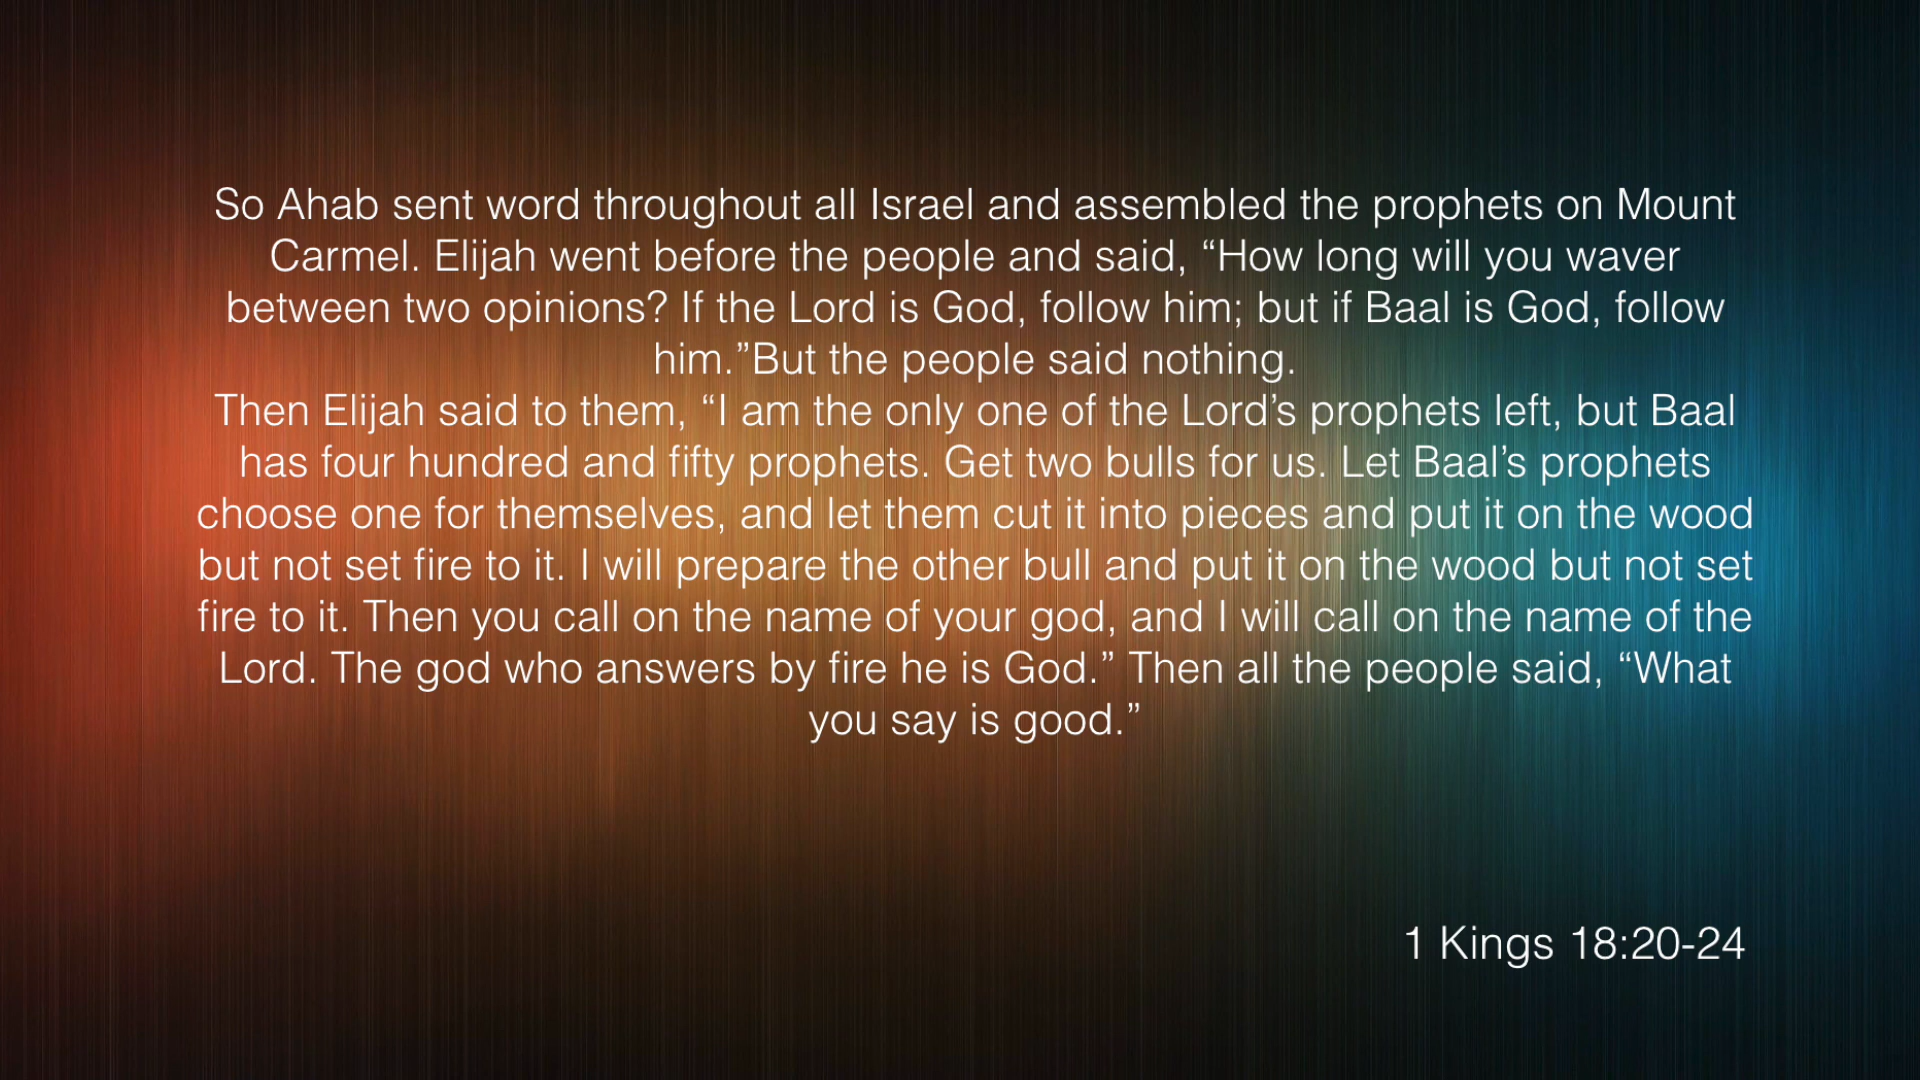 So Ahab sent word throughout all Israel and assembled the prophets on Mount
Carmel. Elijah went before the people and said, “How long will you waver
between two opinions? If the Lord is God, follow him; but if Baal is God, follow
him.”But the people said nothing.
Then Elijah said to them, “I am the only one of the Lord’s prophets left, but Baal
has four hundred and fifty prophets. Get two bulls for us. Let Baal’s prophets
choose one for themselves, and let them cut it into pieces and put it on the wood
but not set fire to it. I will prepare the other bull and put it on the wood but not set
fire to it. Then you call on the name of your god, and I will call on the name of the
Lord. The god who answers by fire he is God.” Then all the people said, “What
you say is good.”
1 Kings 18:20-24